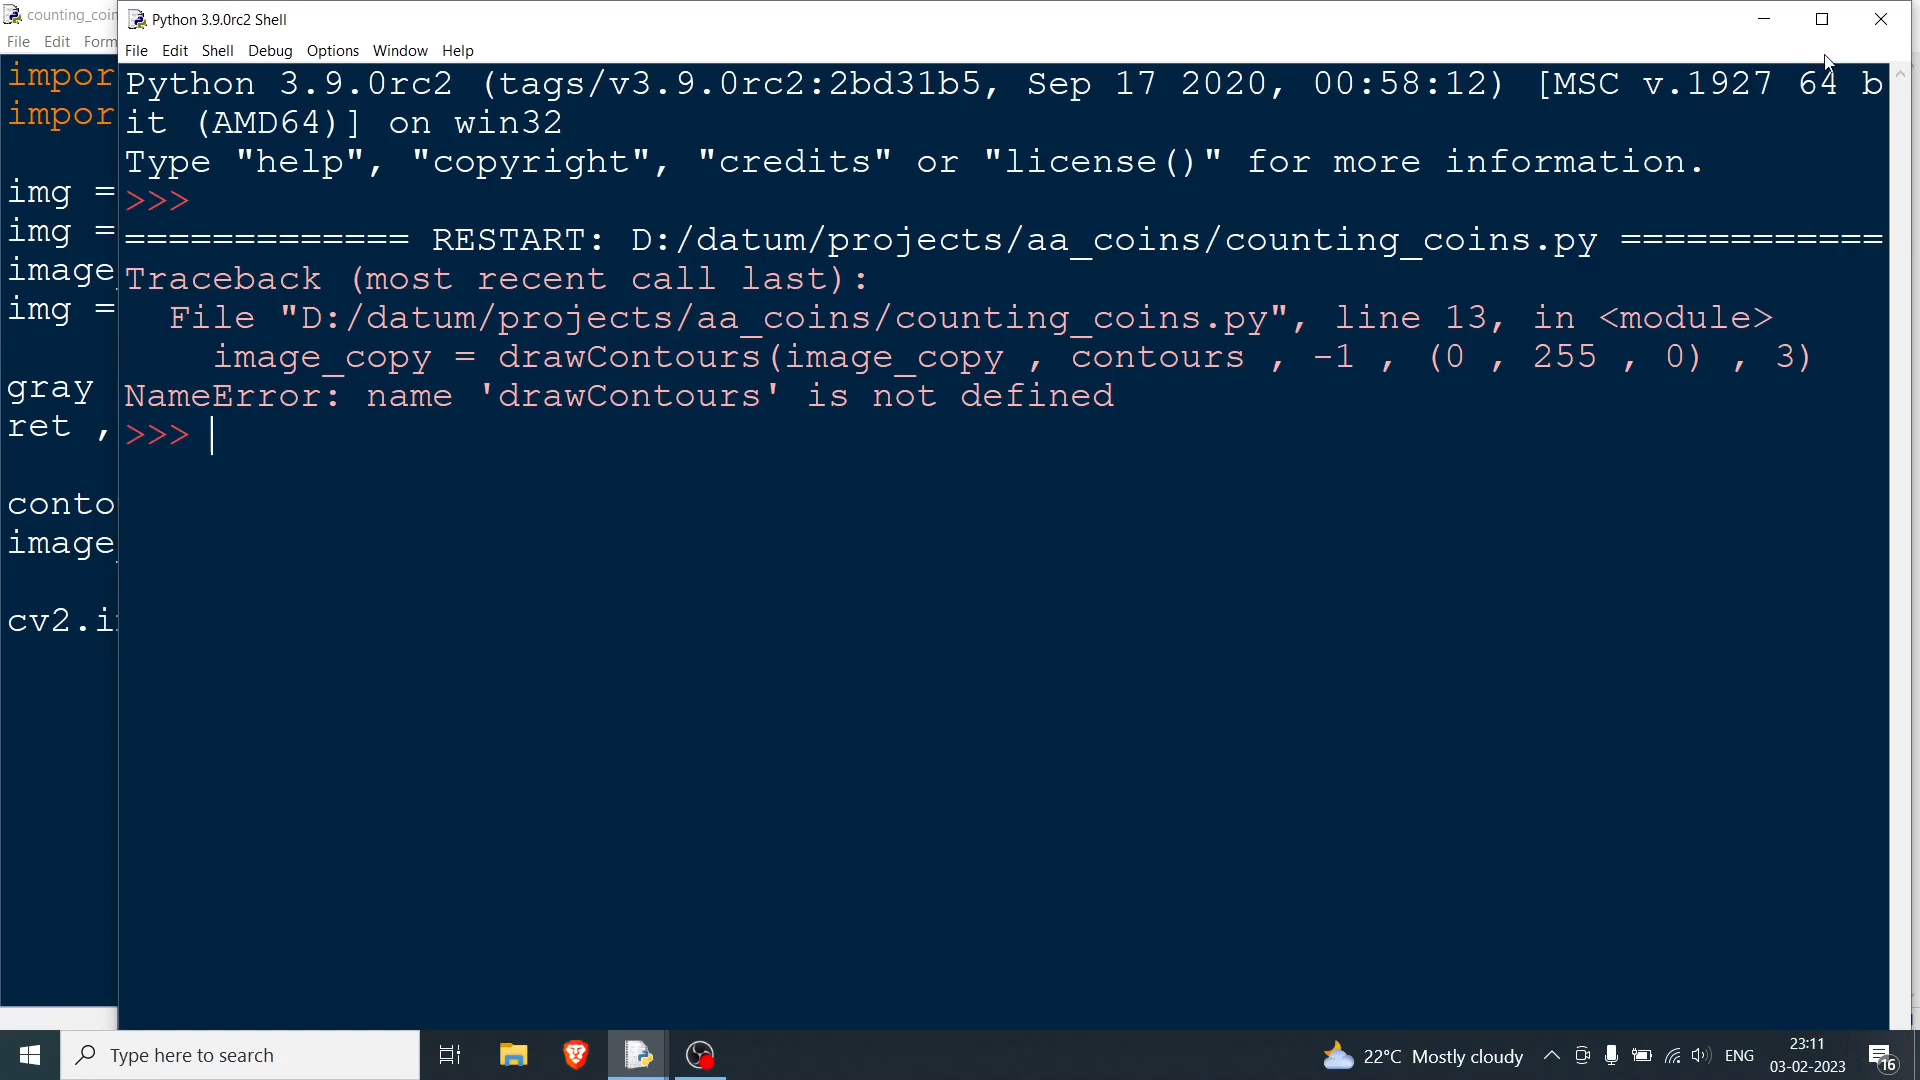 counting_coin
Python 3.9.0rc2 Shell
File Edit Form
File Edit Shell Debug Options Window Help
impor
impor
img =
img =
image_
img =
gray
ret ,
conto
image_
cv2.i
Python 3.9.0rc2 (tags/v3.9.0rc2:2bd31b5, Sep 17 2020, 00:58:12) [MSC v.1927 64 b
it (AMD64)] on win32
Type "help", "copyright", "credits" or "license()" for more information.
>>>
============= RESTART: D:/datum/projects/aa_coins/counting_coins.py ============
Traceback (most recent call last):
File "D:/datum/projects/aa_coins/counting_coins.py", line 13, in <module>
image_copy = drawContours(image_copy , contours , -1 , (0 , 255 , 0) , 3)
NameError: name 'drawContours' is not defined
>>>
Type here to search
22°C Mostly cloudy
ENG
23:11
03-02-2023
16